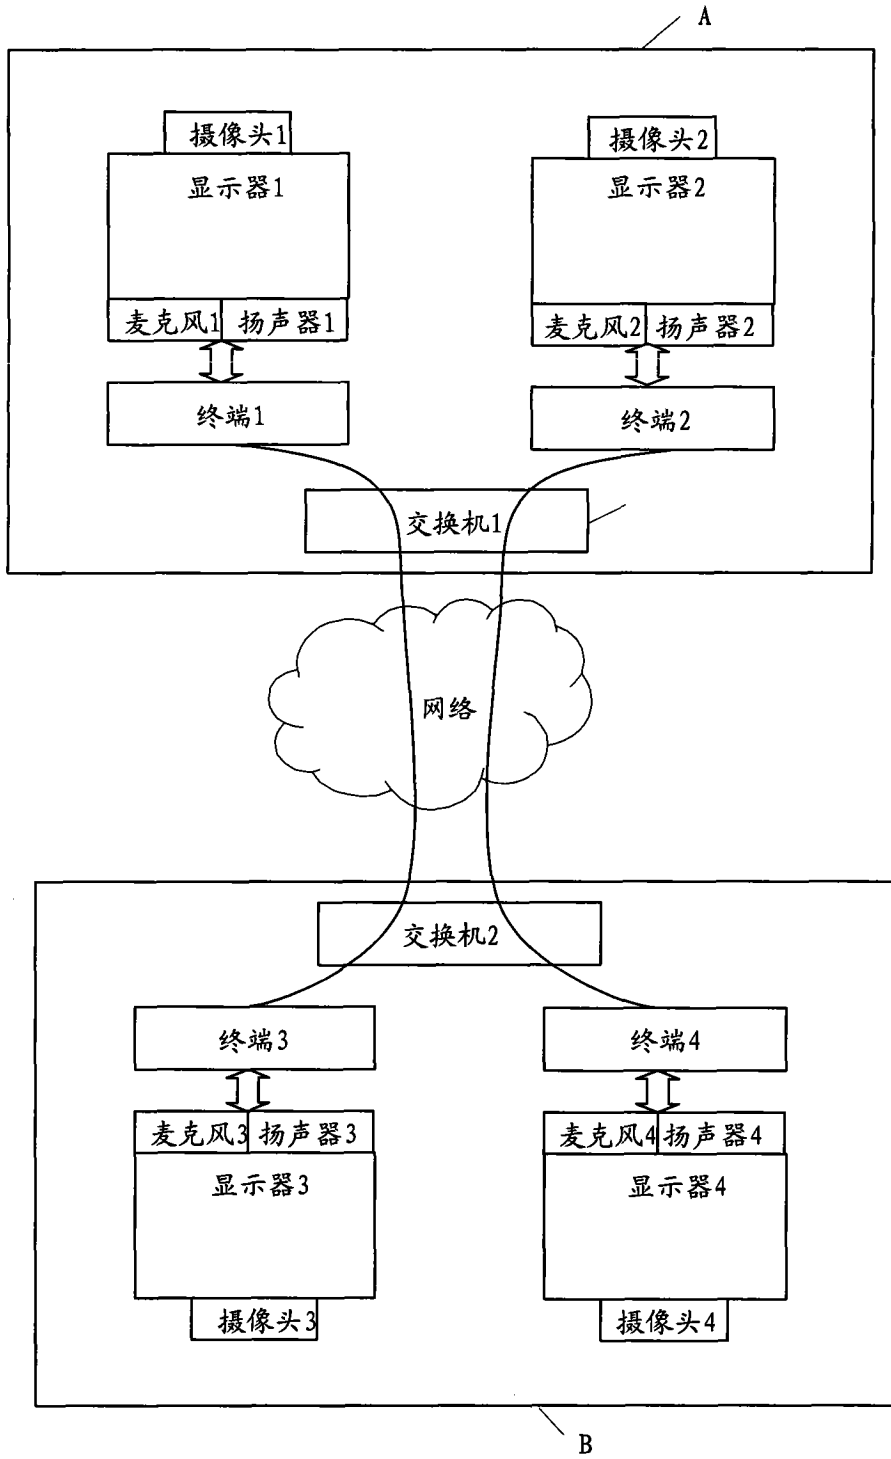 A
摄像头1
摄像头2
显示器1
显示器2
麦克风1 扬声器1
麦克风2 扬声器2
终端1
终端2
交换机1
网络
交换机2
终端3
终端4
麦克风3 扬声器3
麦克风4 扬声器4
显示器3
显示器4
摄像头3
摄像头4
B